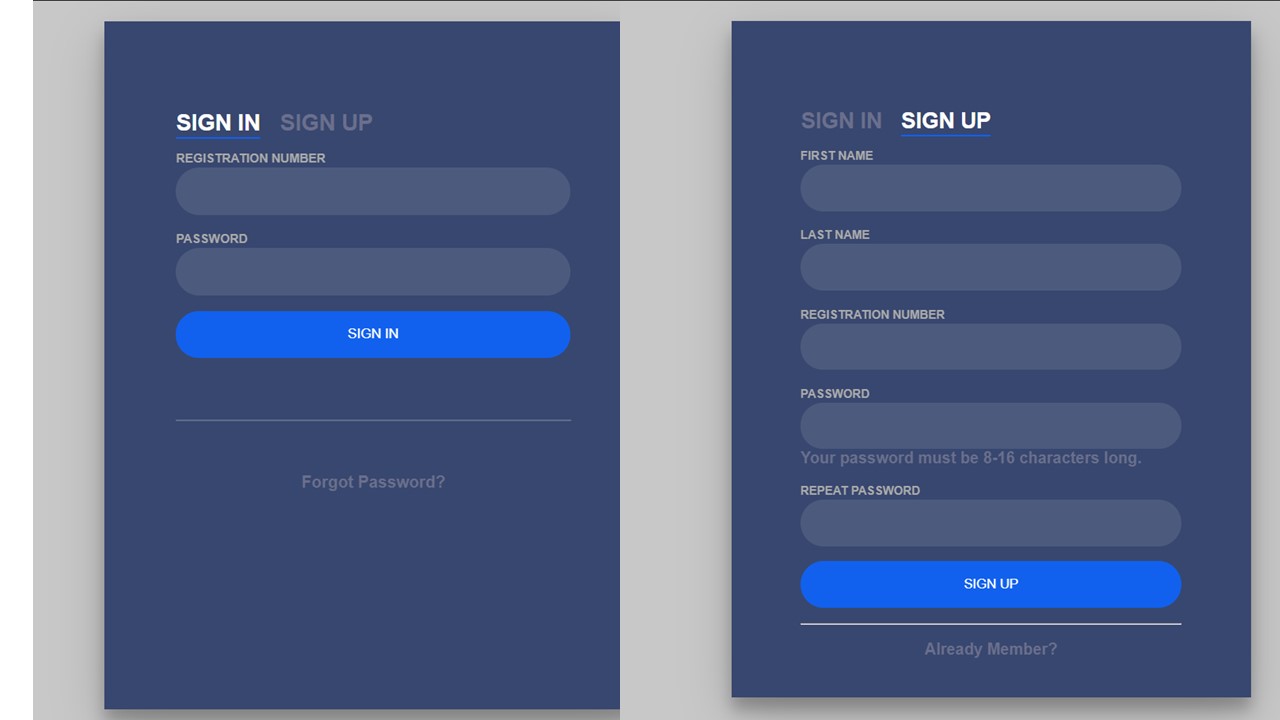 SIGN IN SIGN UP
REGISTRATION NUMBER
PASSWORD
SIGN IN
Forgot Password?
SIGN IN SIGN UP
FIRST NAME
LAST NAME
REGISTRATION NUMBER
PASSWORD
Your password must be 8-16 characters long.
REPEAT PASSWORD
SIGN UP
Already Member?